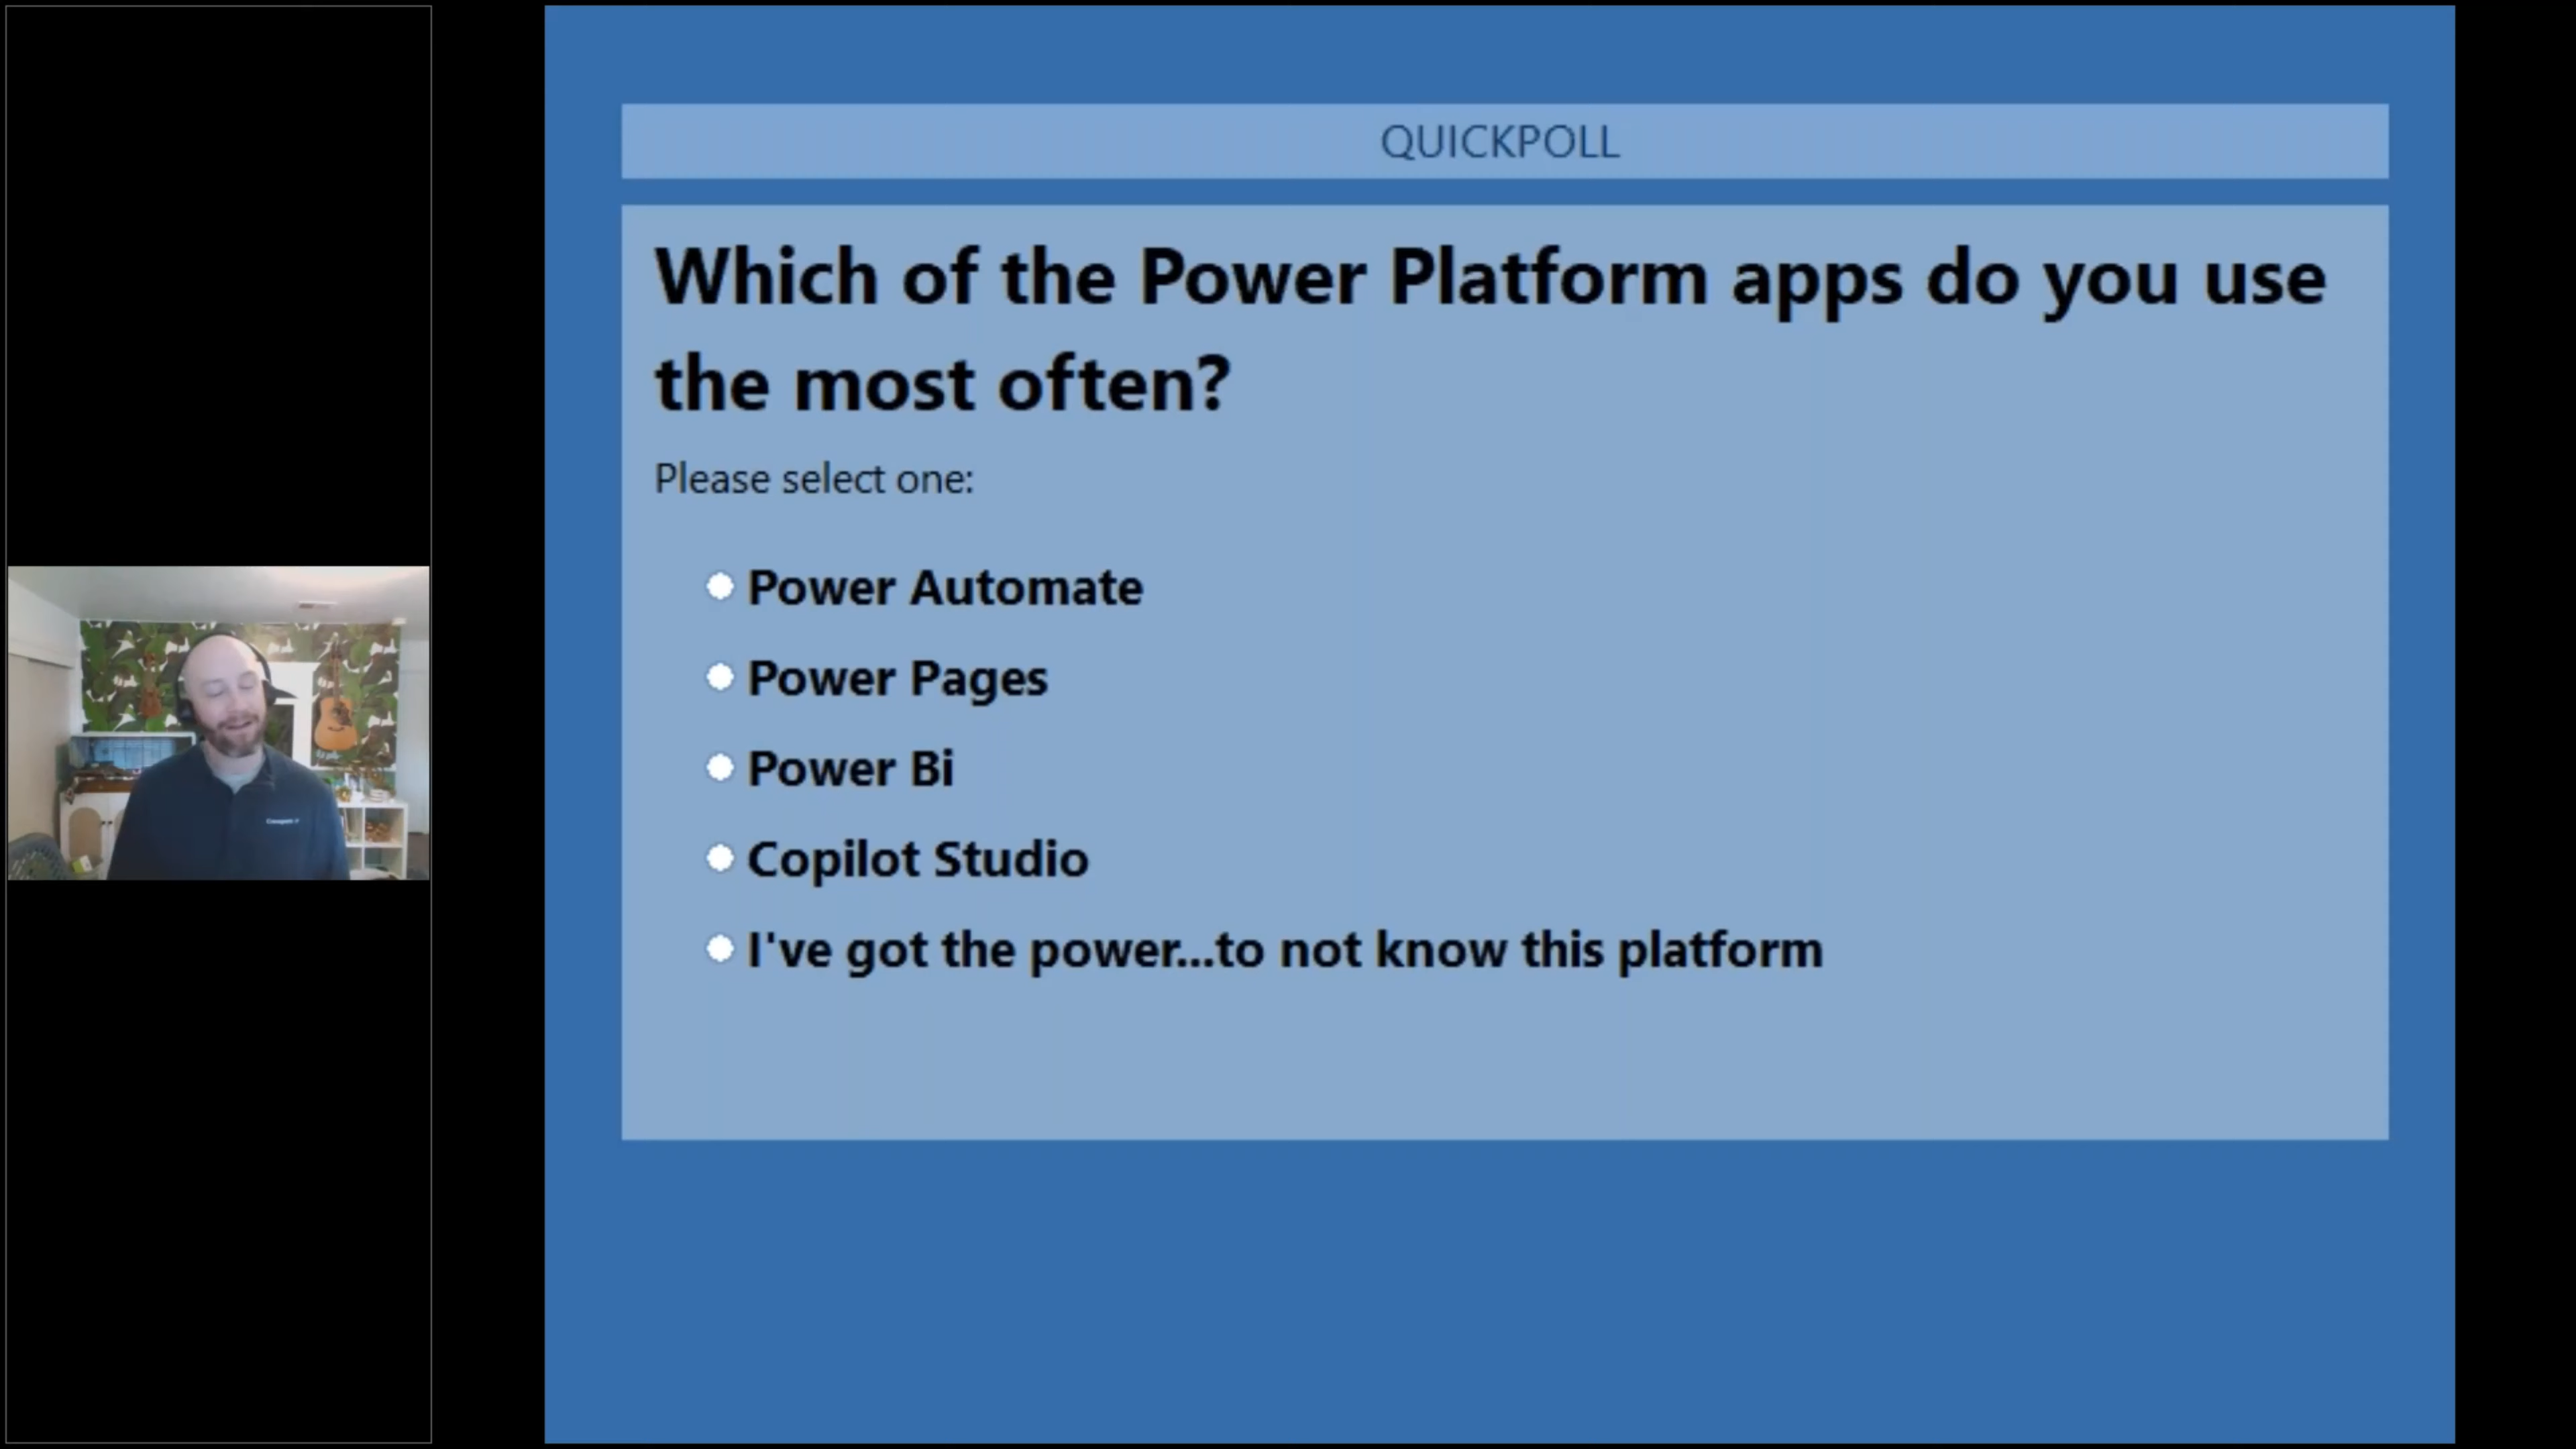 QUICKPOLL
Which of the Power Platform apps do you use
the most often?
Please select one:
Power Automate
Power Pages
Power Bi
Copilot Studio
I've got the power...to not know this platform